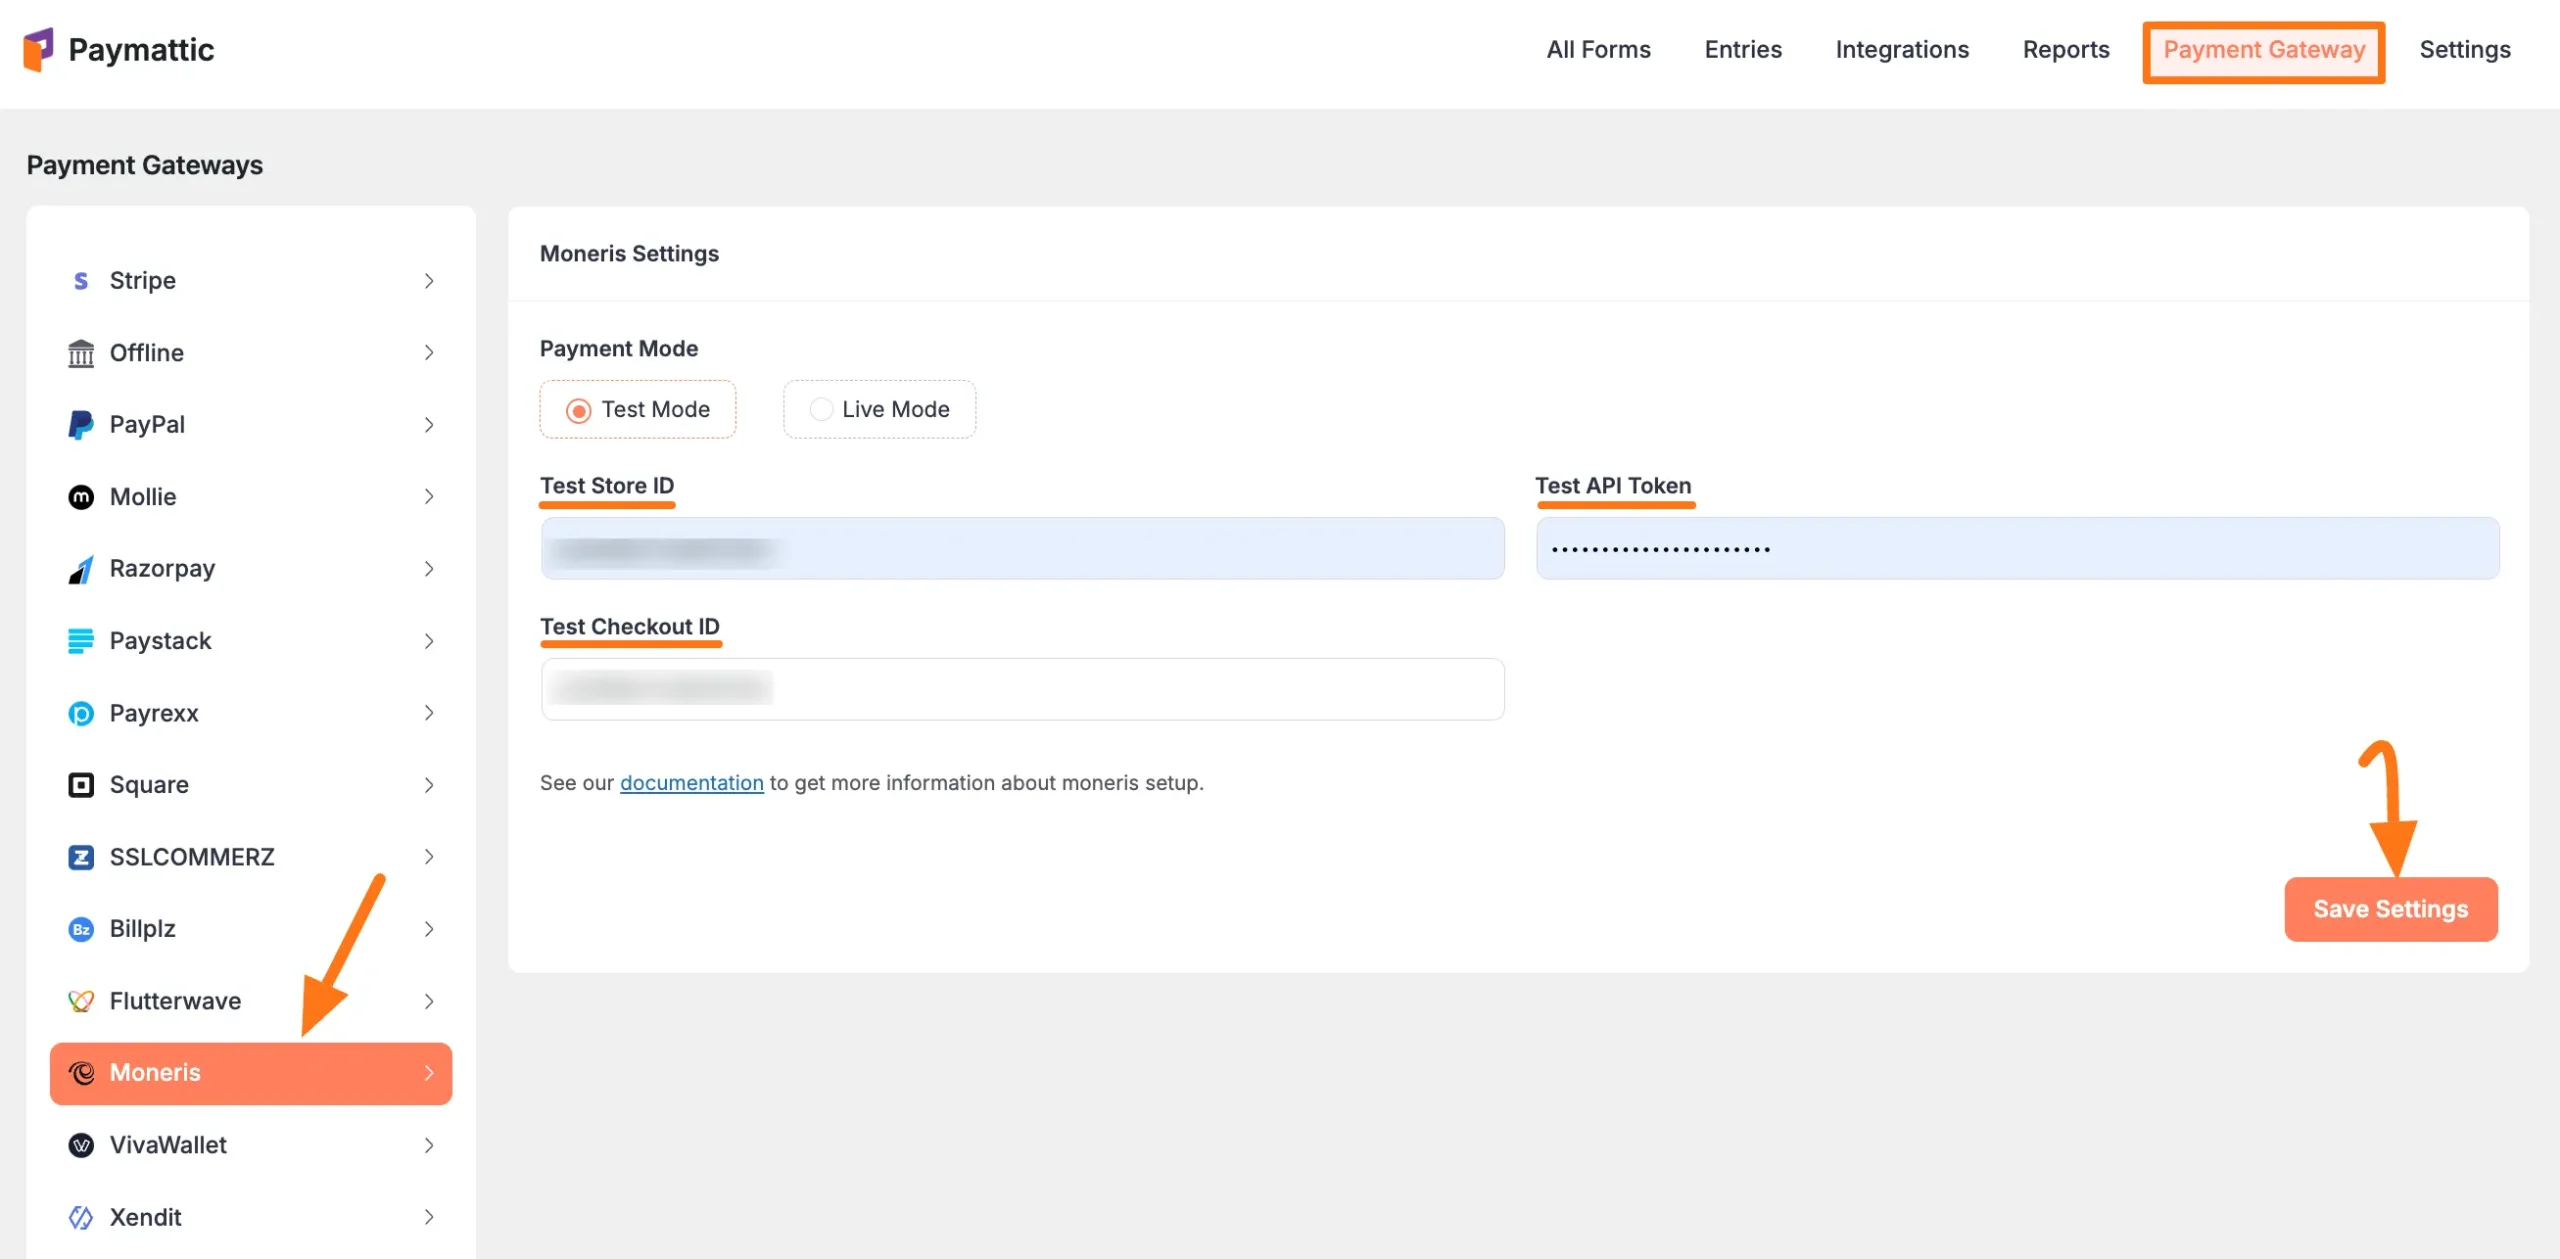 Paymattic
All Forms
Entries
Integrations
Reports
Payment Gateway
Settings
Payment Gateways
Stripe
Offline
PayPal
Mollie
Razorpay
Paystack
Payrexx
Square
SSLCOMMERZ
Billplz
Flutterwave
Moneris
VivaWallet
Xendit
Moneris Settings
Payment Mode
Test Mode
Live Mode
Test Store ID
Test API Token
Test Checkout ID
See our documentation to get more information about moneris setup.
Save Settings